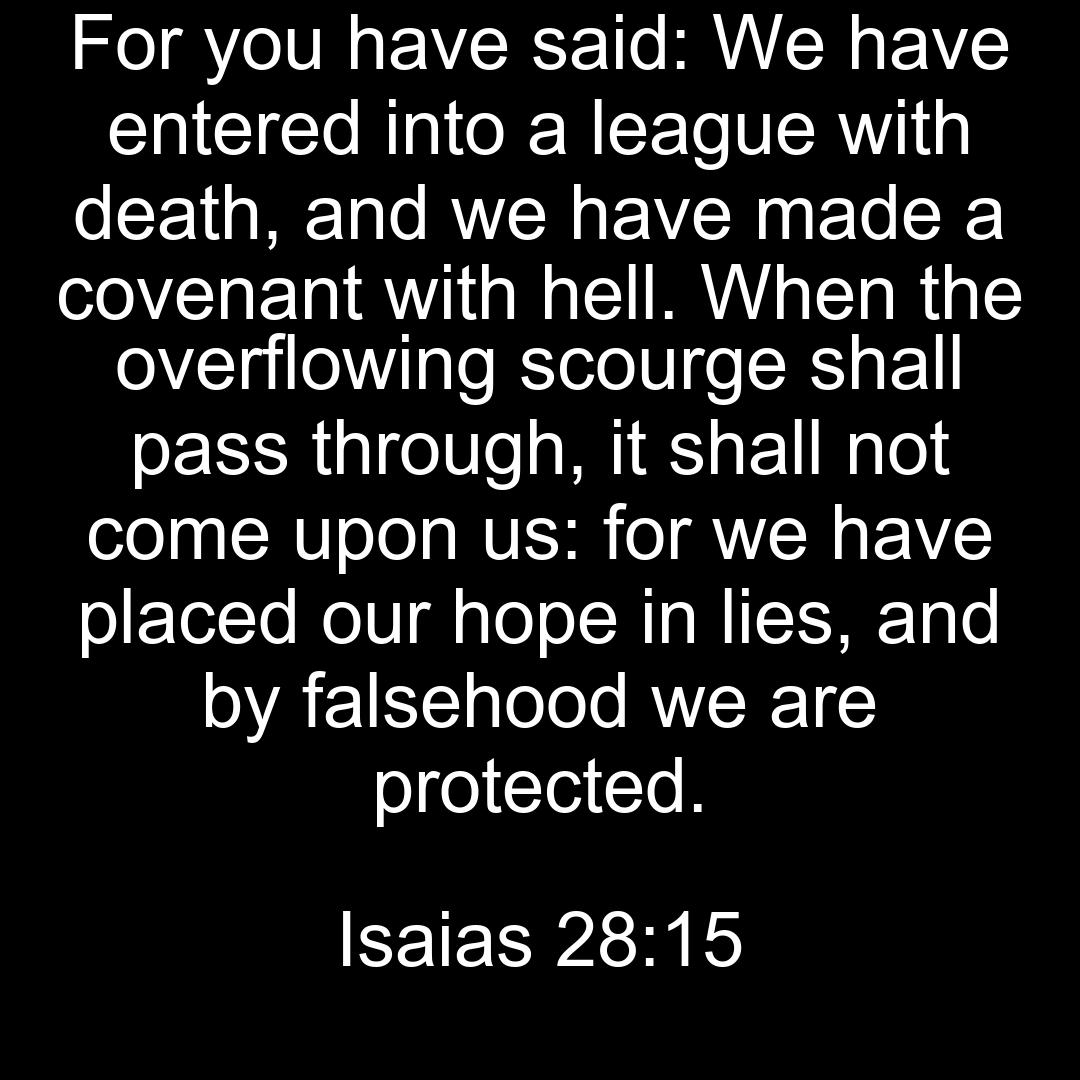 For you have said: We have
entered into a league with
death, and we have made a
covenant with hell. When the
overflowing scourge shall
pass through, it shall not
come upon us: for we have
placed our hope in lies, and
by falsehood we are
protected.
Isaias 28:15